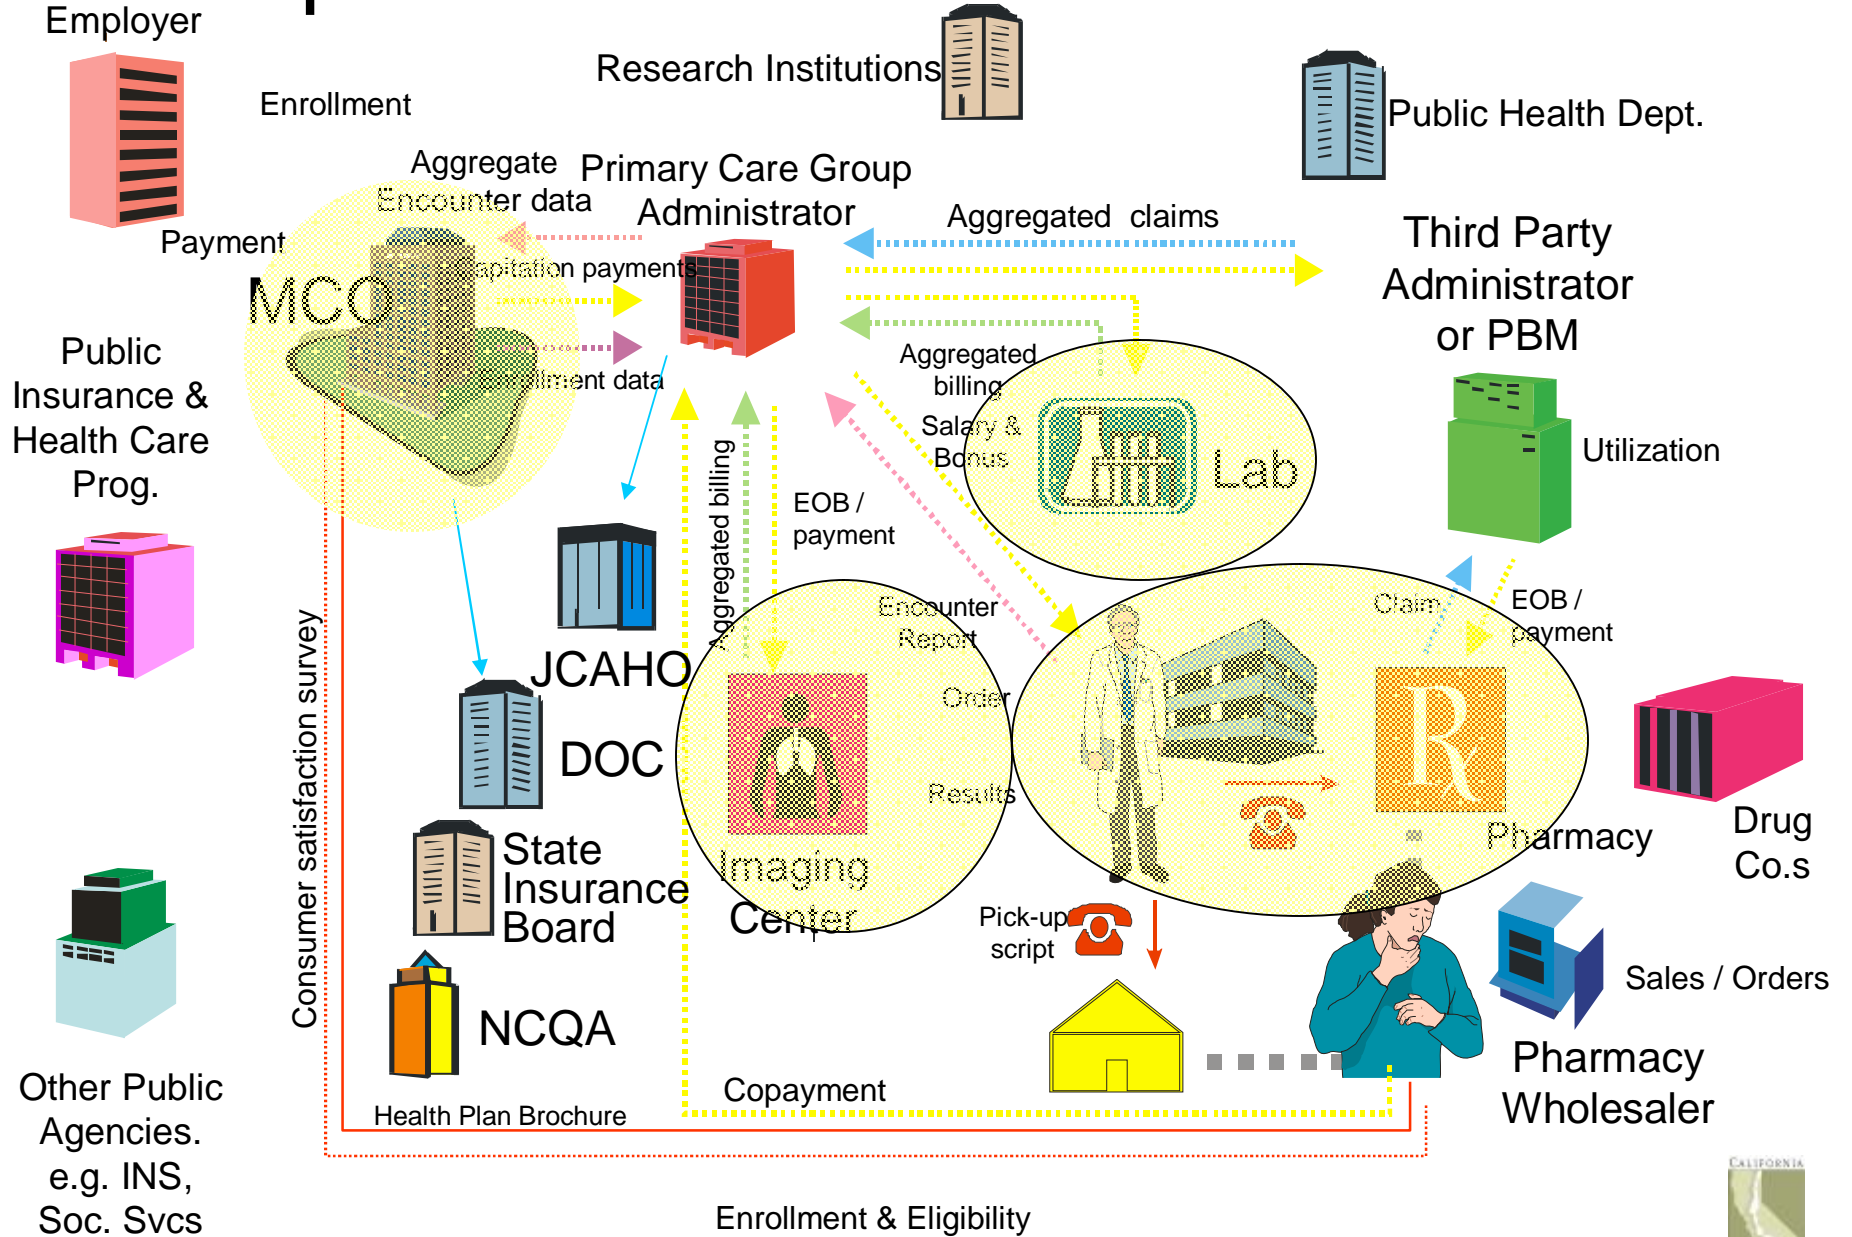 Employer
Research Institutions
Enrollment
Public Health Dept.
Aggregate
Encounter data
Primary Care Group
Administrator
Aggregated claims
Payment
MCO
apitation payments
Third Party
Administrator
or PBM
Public
Insurance &
Health Care
Prog.
Enrollment data
Aggregated
billing
Salary &
Bonus
Lab
Utilization
Aggregated billing
EOB /
payment
Encounter
Report
Claim
EOB /
payment
Order
Results
JCAHO
DOC
Consumer satisfaction survey
Rx
Pharmacy
Drug
Co.s
State
Insurance
Board
Imaging
Center
Pick-up
script
NCQA
Sales / Orders
Pharmacy
Wholesaler
Other Public
Agencies.
e.g. INS,
Soc. Svcs
Copayment
Health Plan Brochure
Enrollment & Eligibility
CALIFORNIA